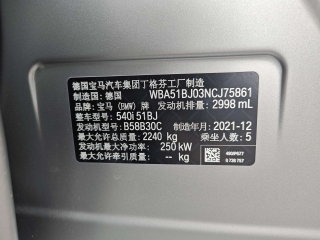 德国宝马汽车集团丁格芬工厂制造
制造国: 德国 WBA51BJ03NCJ75861
品牌: 宝马 (BMW) 牌 发动机排量: 2998 mL
整车型号: 540i 51BJ
发动机型号: B58B30C 制造年月: 2021-12
最大允许总质量: 2240 kg 乘坐人数: 5
发动机最大净功率: 250 kW
最大允许牵引质量: -- kg